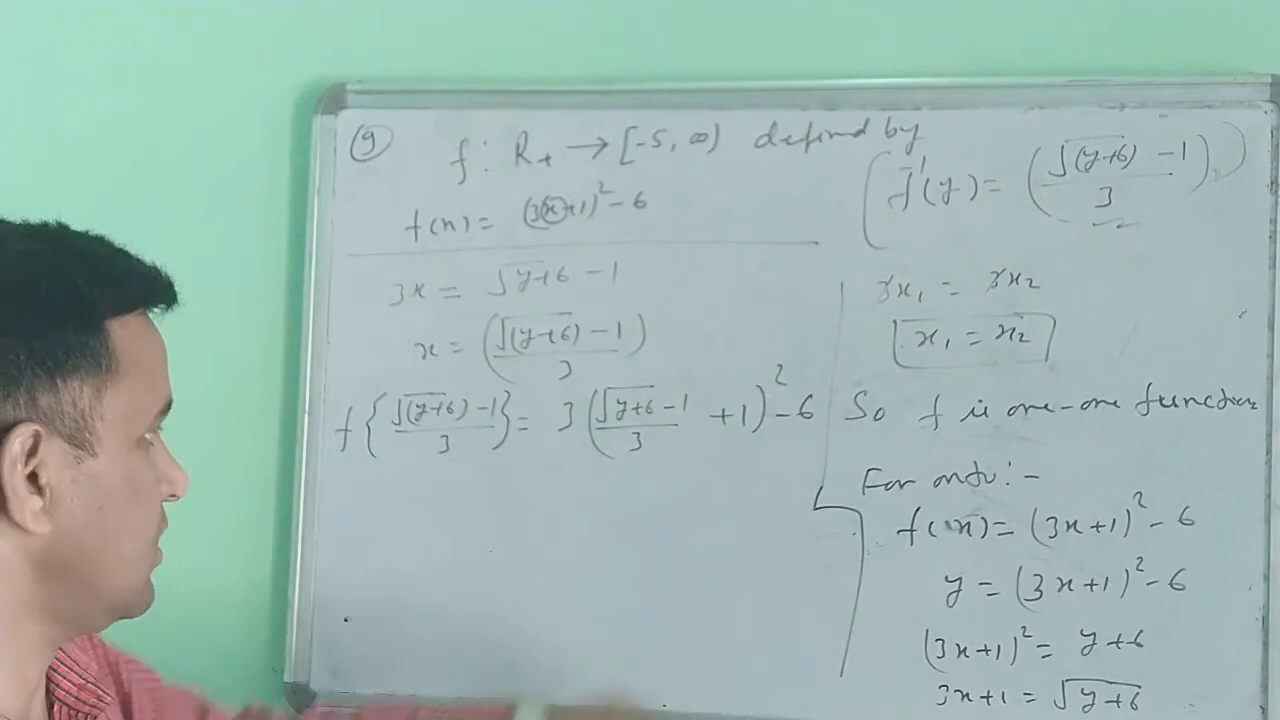 (9) f: R₊ → [-5, ∞) defined by
f(x) = (3x+1)² - 6
(f⁻¹(y) = (√(y+6) - 1)/3)
3x = √y+6 - 1
x = (√(y+6) - 1)/3
f{(√(y+6) - 1)/3} = 3((√y+6 - 1)/3 + 1)² - 6
3x₁ = 3x₂
x₁ = x₂
So f is one-one function
For onto :-
f(x) = (3x+1)² - 6
y = (3x+1)² - 6
(3x+1)² = y+6
3x+1 = √y+6